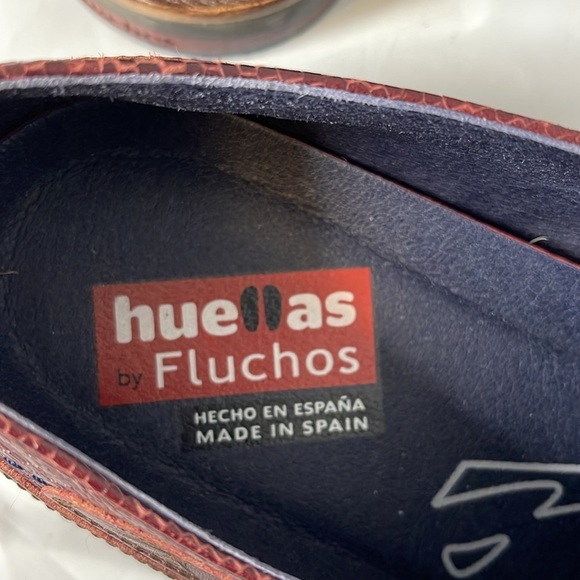 huellas
by Fluchos
HECHO EN ESPAÑA
MADE IN SPAIN